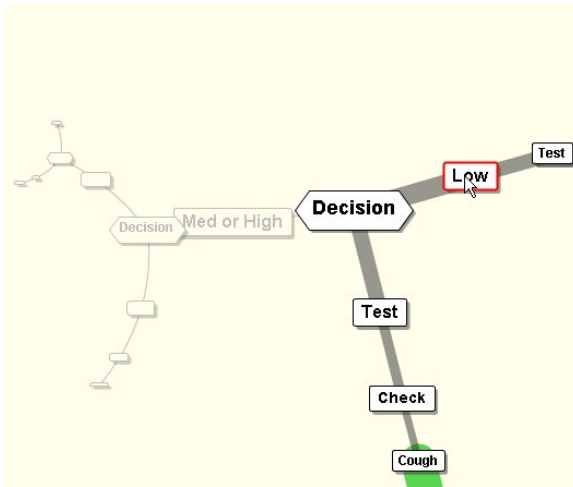 Test
Low
Decision
Med or High
Decision
Test
Check
Cough